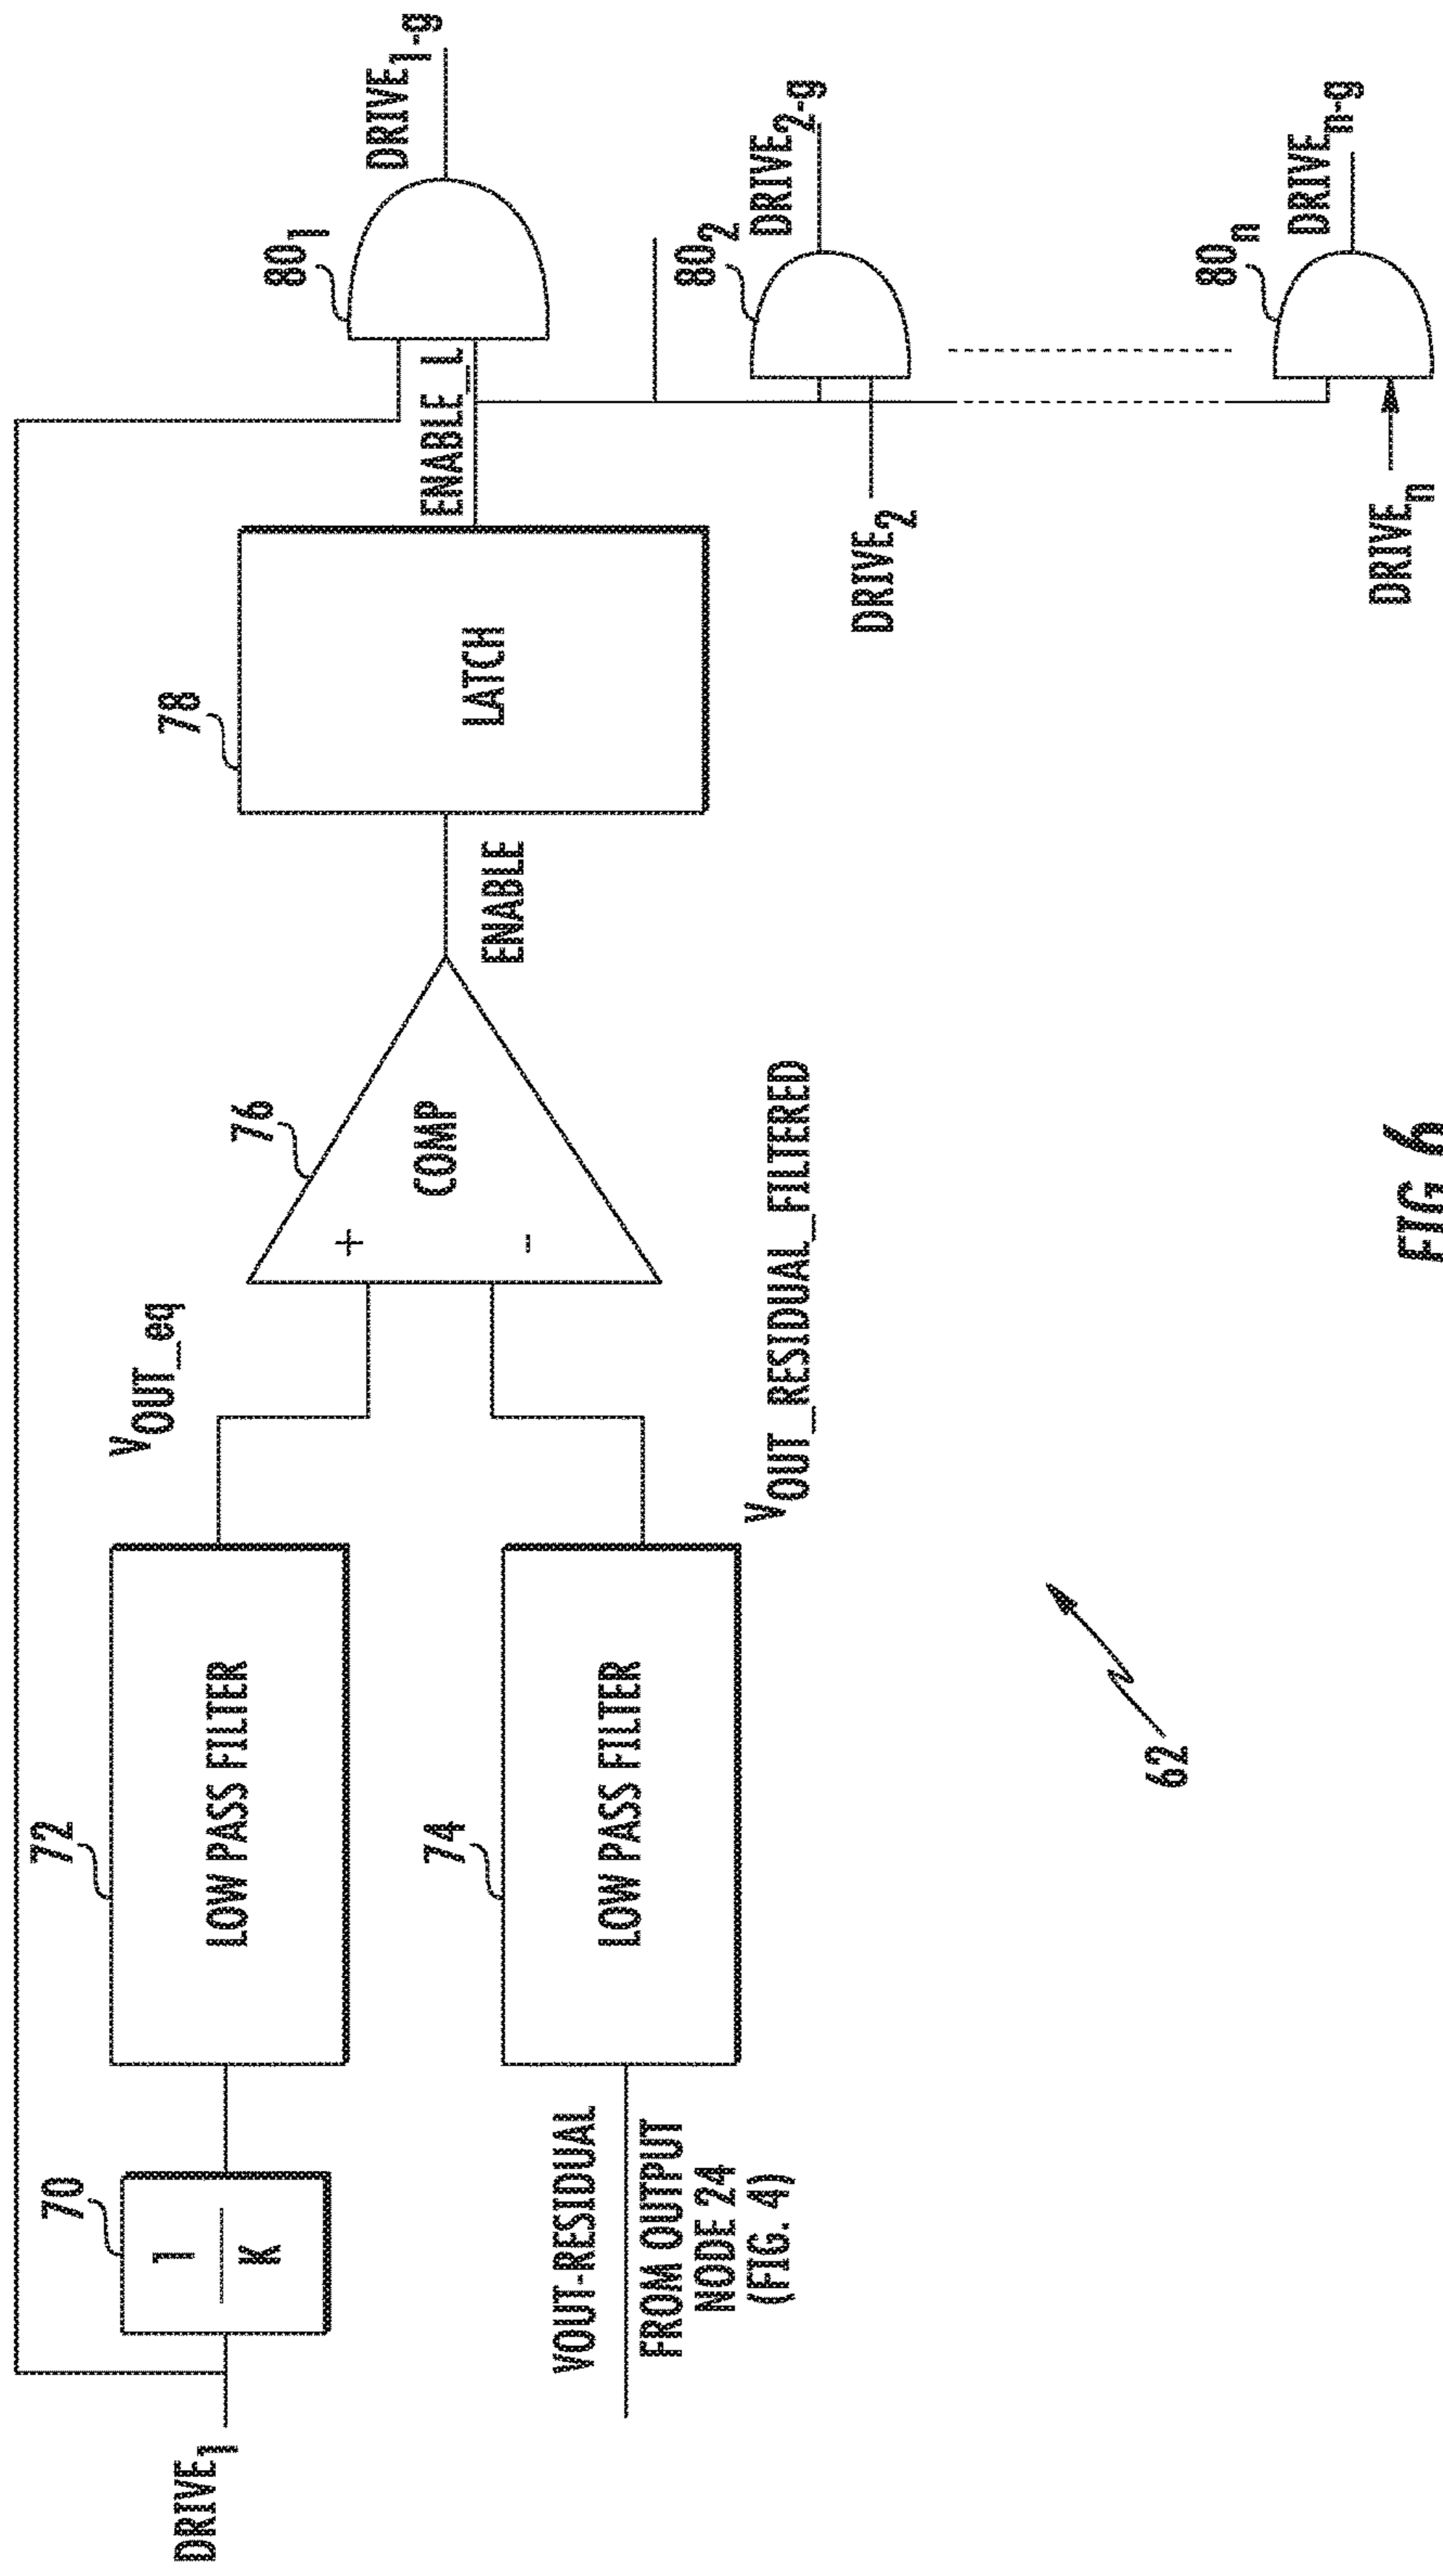 DRIVE1
70
1
K
72
LOW PASS FILTER
VOUT_eq
VOUT-RESIDUAL
FROM OUTPUT
NODE 24
(FIG. 4)
74
LOW PASS FILTER
VOUT_RESIDUAL_FILTERED
76
+
COMP
-
ENABLE
78
LATCH
ENABLE_L
801
DRIVE1-g
802
DRIVE2-g
DRIVE2
80n
DRIVEn-g
DRIVEn
62
FIG. 6